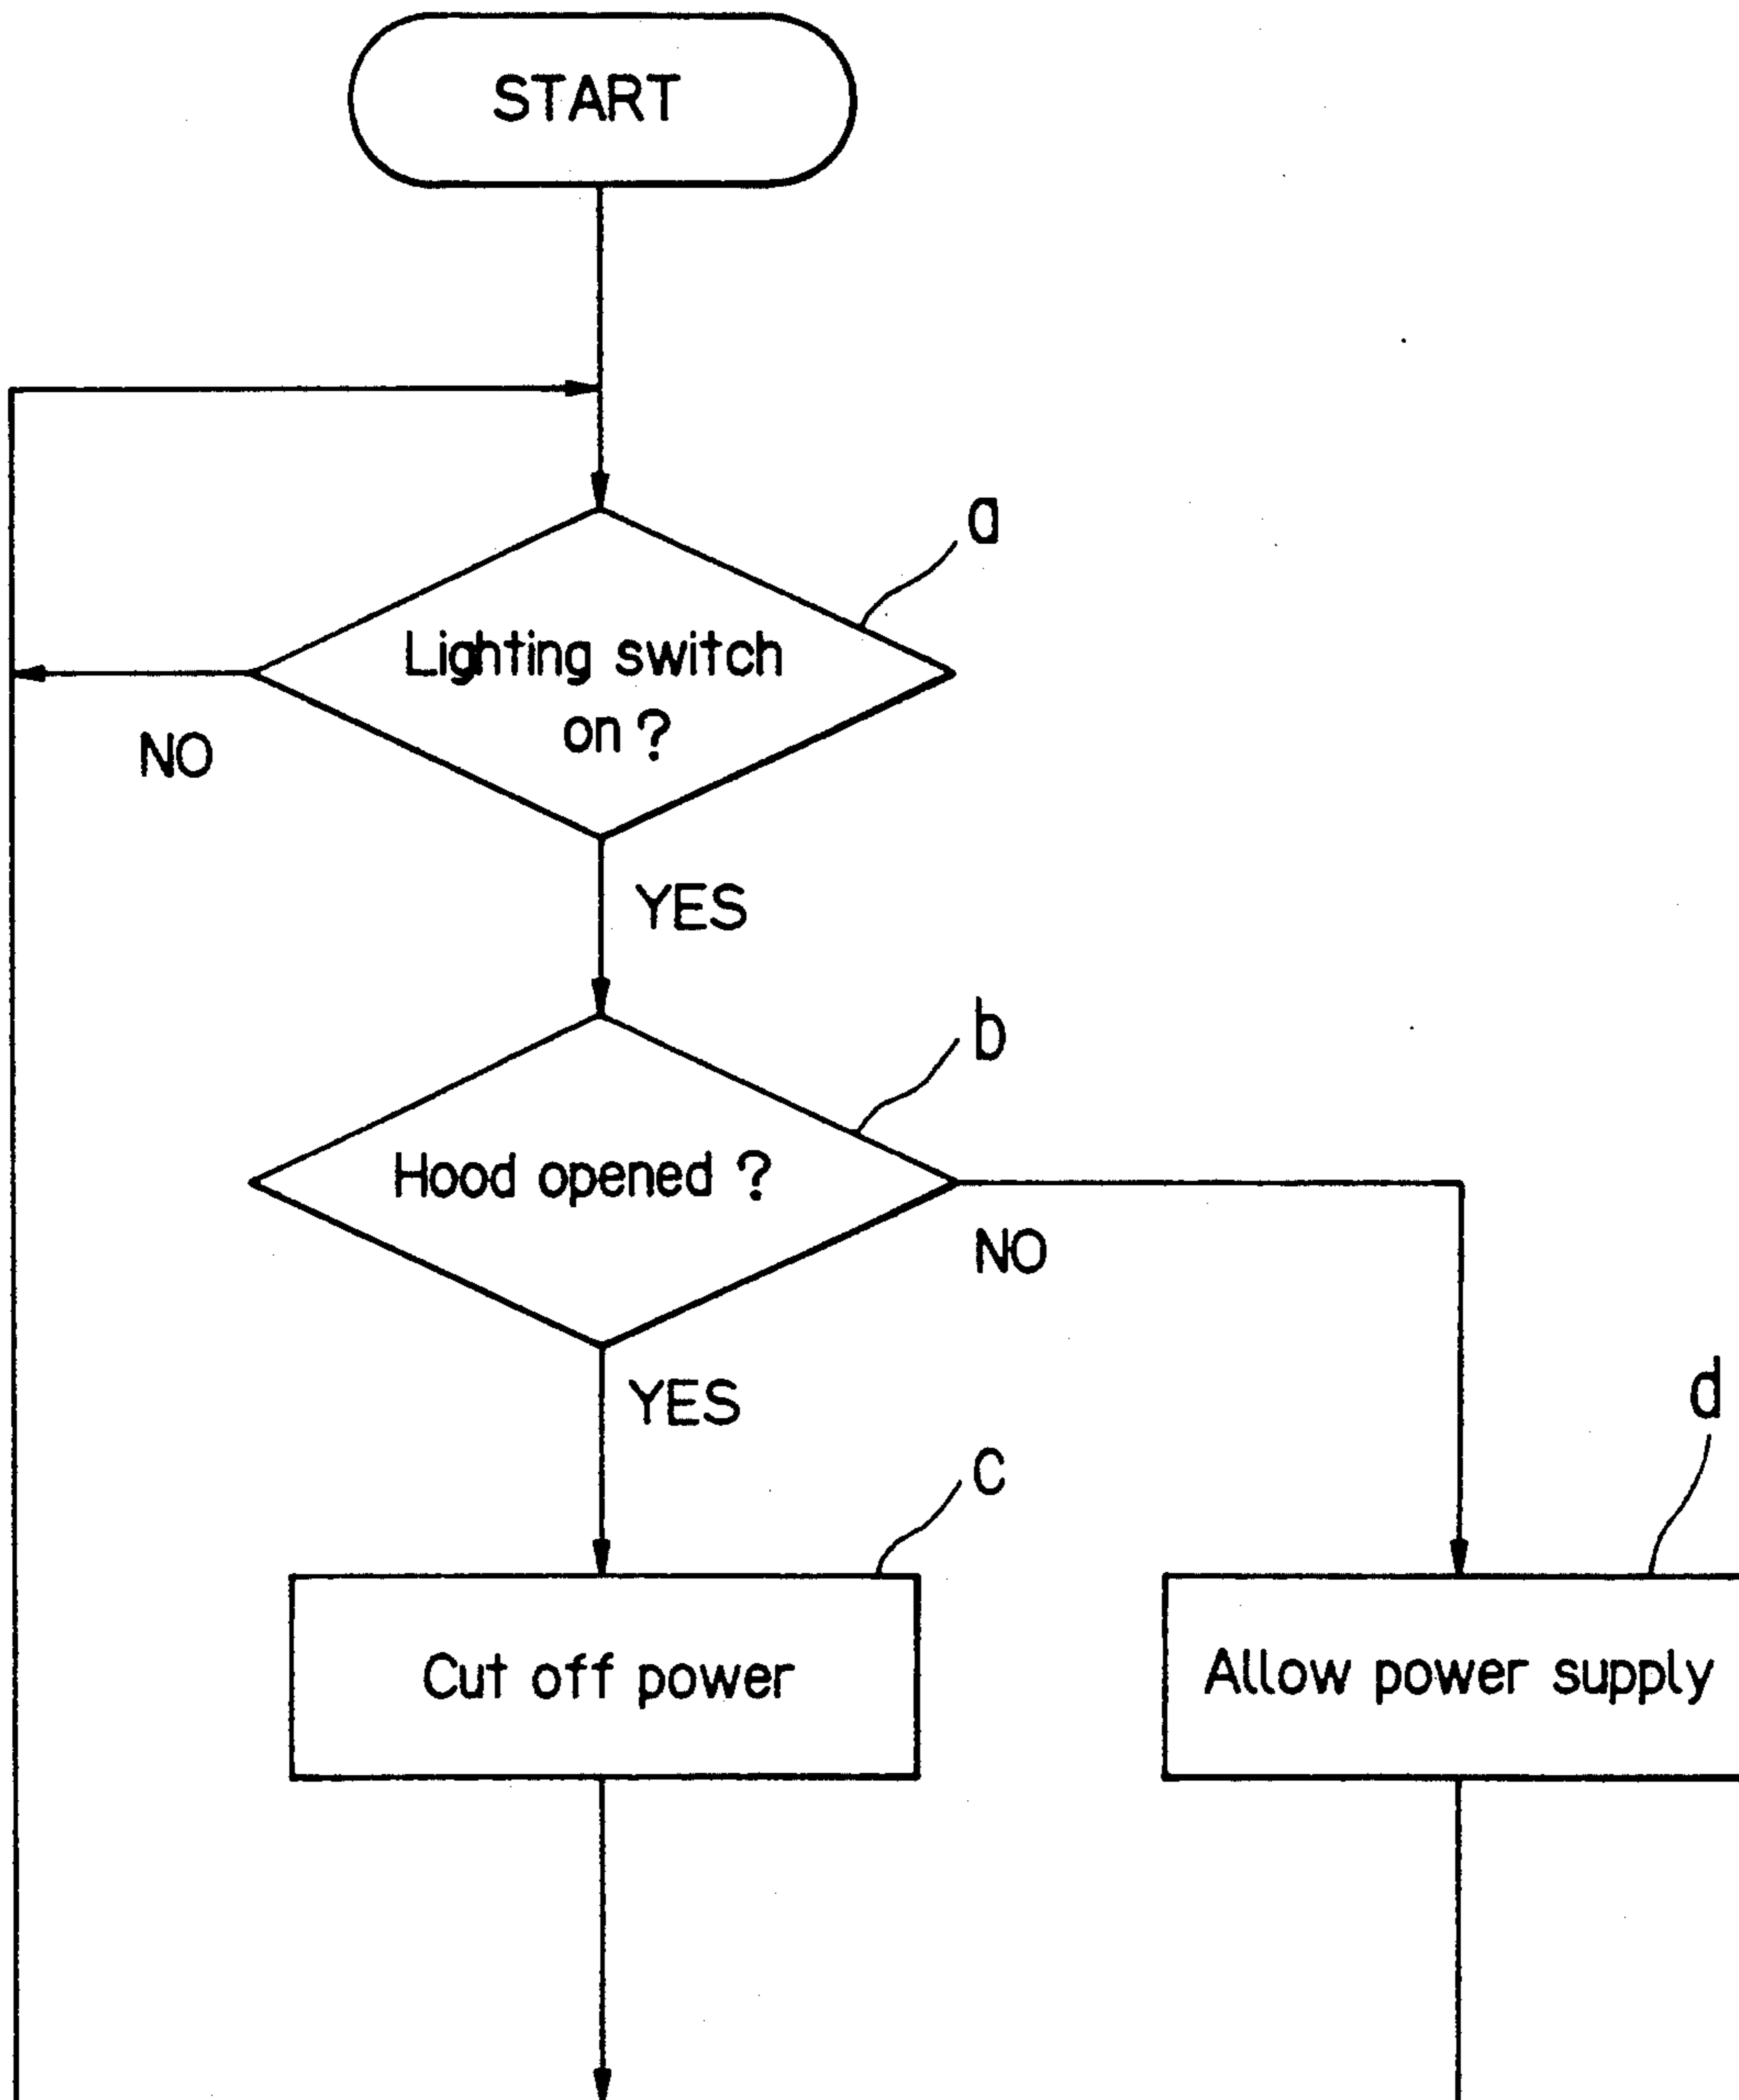 START
a
Lighting switch
on ?
NO
YES
b
Hood opened ?
NO
YES
c
d
Cut off power
Allow power supply